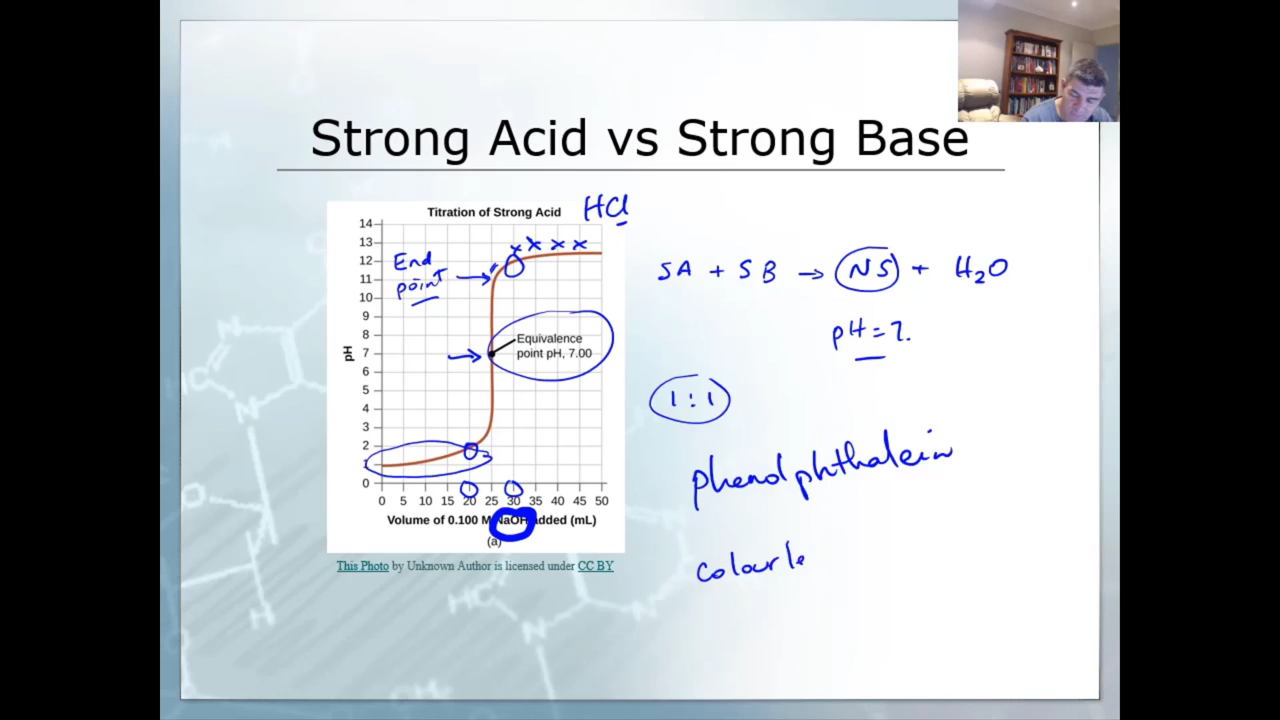 Strong Acid vs Strong Base
Titration of Strong Acid
HCl
14
13
12
11
10
9
8
7
6
5
4
3
2
1
0
pH
End
point
Equivalence
point pH, 7.00
0 5 10 15 20 25 30 35 40 45 50
Volume of 0.100 M NaOH added (mL)
(a)
This Photo by Unknown Author is licensed under CC BY
SA + SB → NS + H₂O
pH = 7.
1 : 1
phenolphthalein
colourle
HO
O
H
HC
N
OH